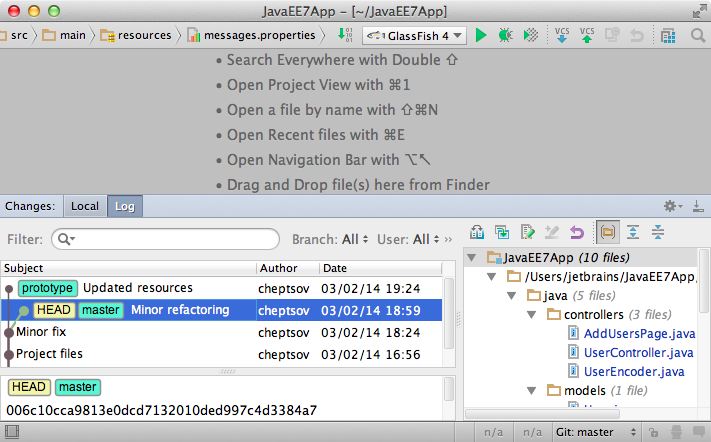 JavaEE7App – [~/JavaEE7App]
src main resources messages.properties GlassFish 4 VCS VCS
• Search Everywhere with Double ⇧
• Open Project View with ⌘1
• Open a file by name with ⇧⌘N
• Open Recent files with ⌘E
• Open Navigation Bar with ⌥↖
• Drag and Drop file(s) here from Finder
Changes: Local Log
Filter: Branch: All User: All »
Subject Author Date
prototype Updated resources cheptsov 03/02/14 19:24
HEAD master Minor refactoring cheptsov 03/02/14 18:59
Minor fix cheptsov 03/02/14 18:24
Project files cheptsov 03/02/14 16:56
HEAD master
006c10cca9813e0dcd7132010ded997c4d3384a7
JavaEE7App (10 files)
/Users/jetbrains/JavaEE7App,
java (5 files)
controllers (3 files)
AddUsersPage.java
UserController.java
UserEncoder.java
models (1 file)
n/a n/a Git: master